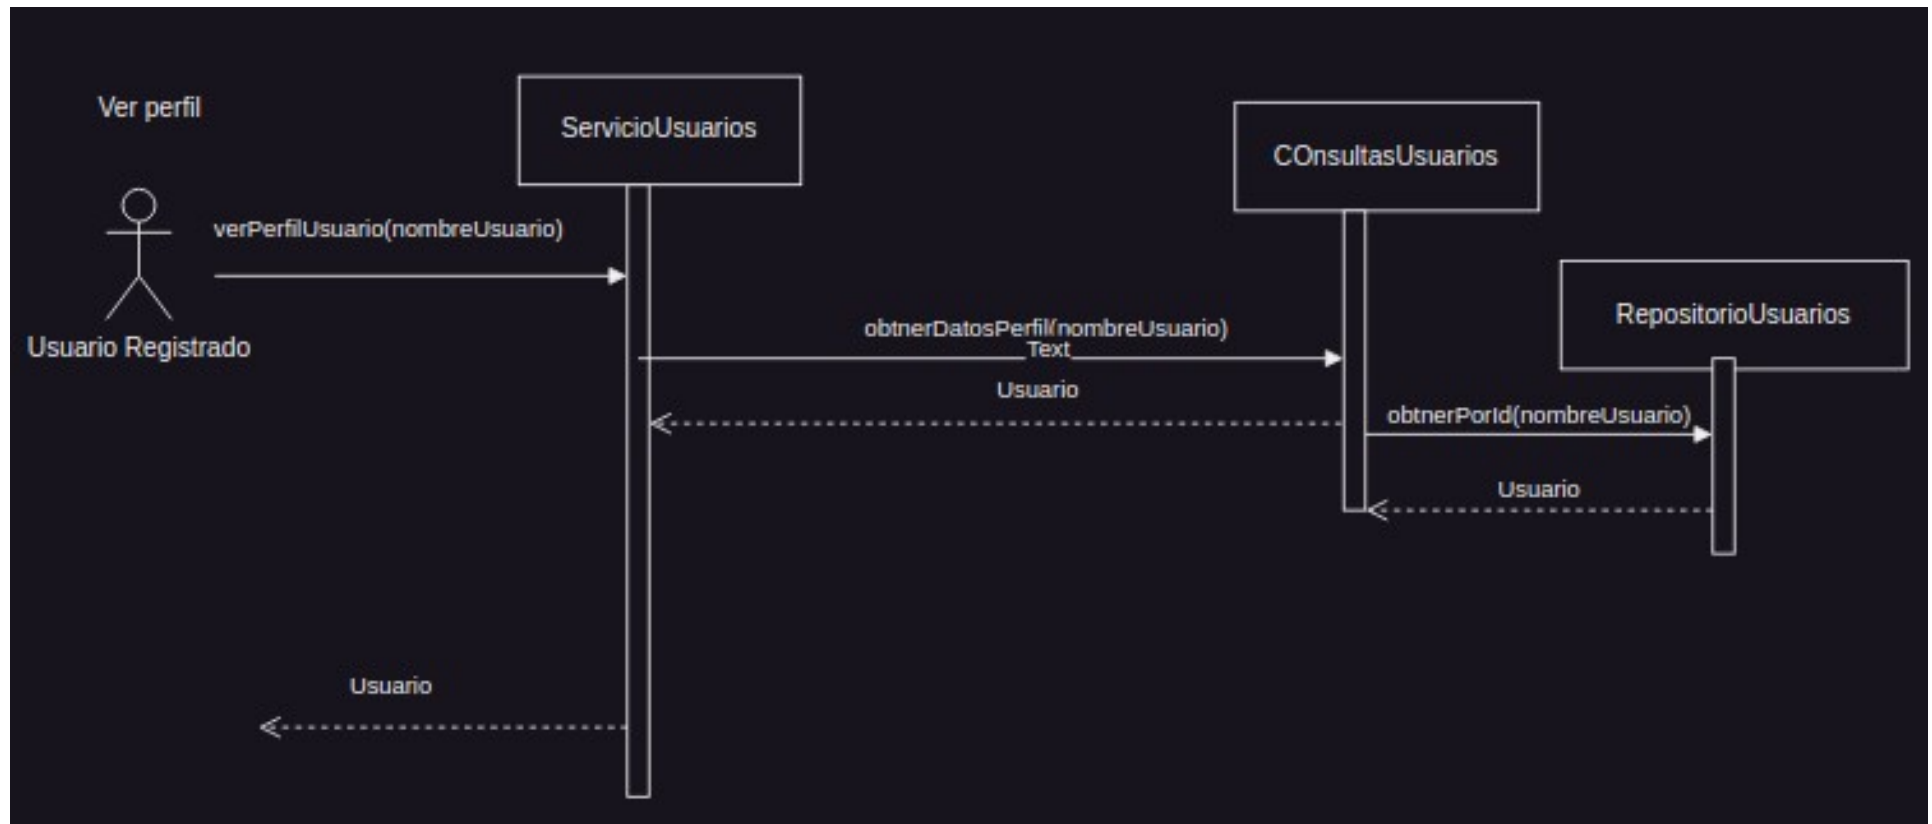 Ver perfil
ServicioUsuarios
COnsultasUsuarios
verPerfilUsuario(nombreUsuario)
RepositorioUsuarios
Usuario Registrado
obtnerDatosPerfil(nombreUsuario)
Text
Usuario
obtnerPorId(nombreUsuario)
Usuario
Usuario